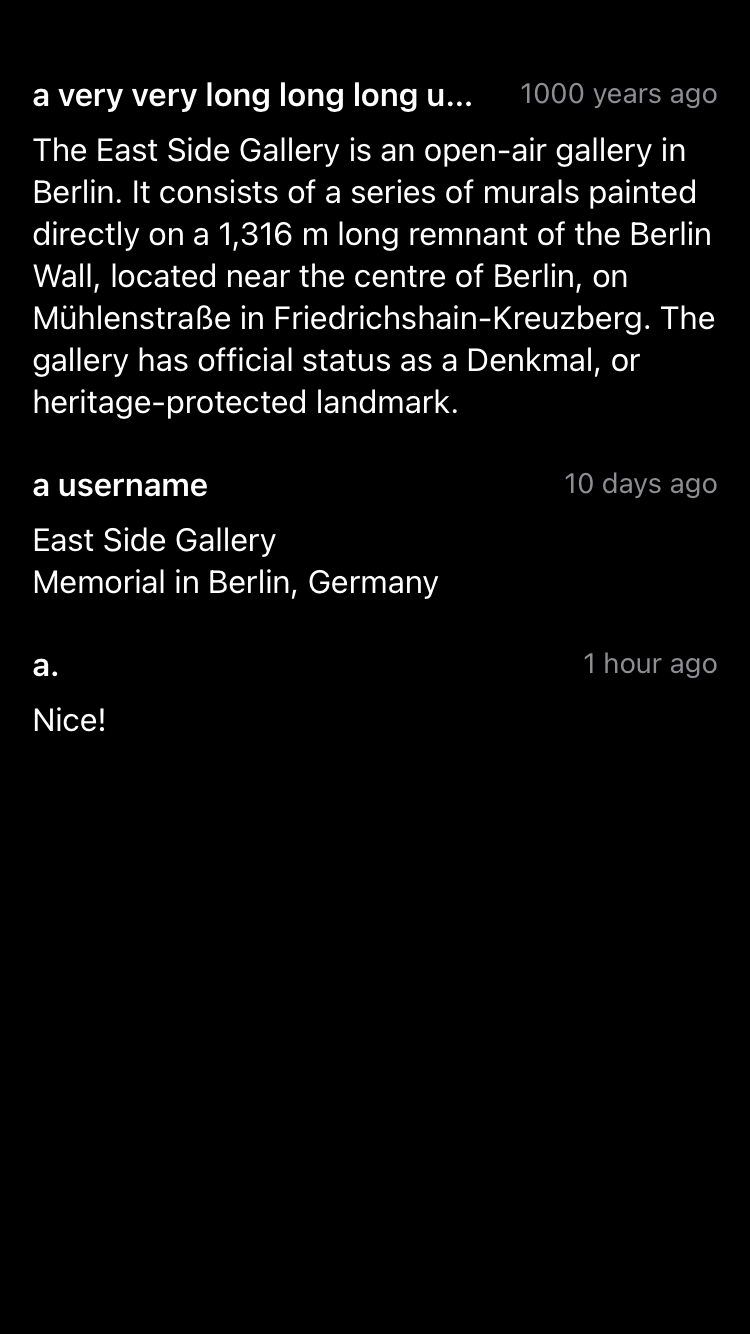 a very very long long long u... 1000 years ago
The East Side Gallery is an open-air gallery in
Berlin. It consists of a series of murals painted
directly on a 1,316 m long remnant of the Berlin
Wall, located near the centre of Berlin, on
Mühlenstraße in Friedrichshain-Kreuzberg. The
gallery has official status as a Denkmal, or
heritage-protected landmark.
a username 10 days ago
East Side Gallery
Memorial in Berlin, Germany
a. 1 hour ago
Nice!